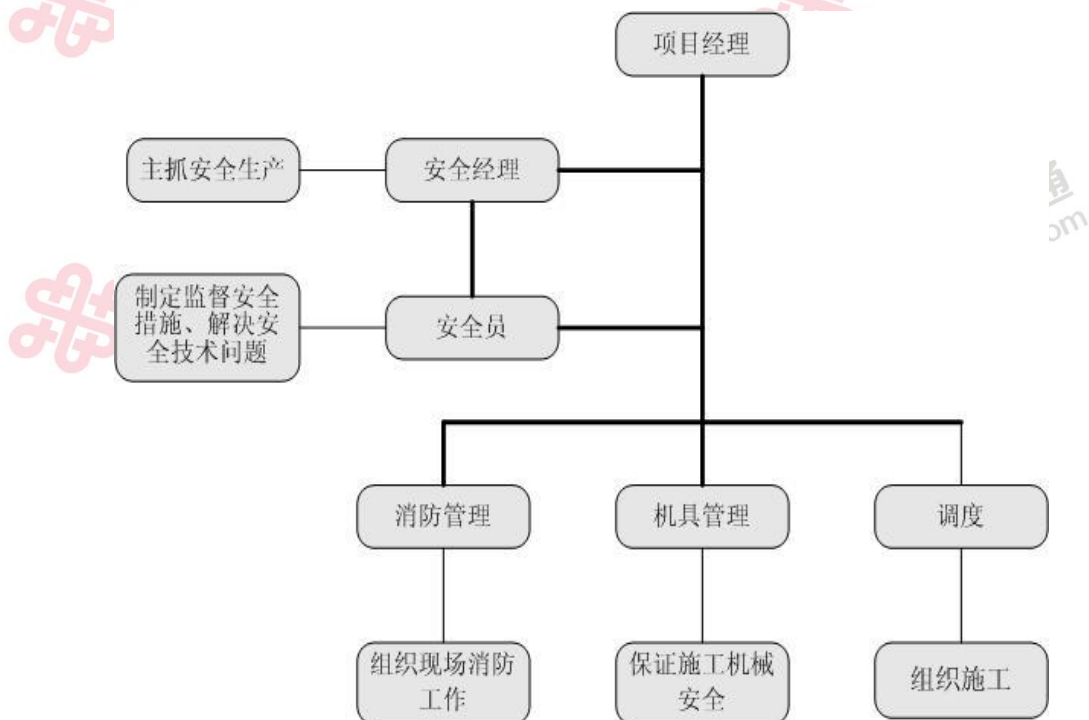 项目经理
主抓安全生产
安全经理
制定监督安全
措施、解决安
全技术问题
安全员
消防管理
机具管理
调度
组织现场消防
工作
保证施工机械
安全
组织施工
通
om